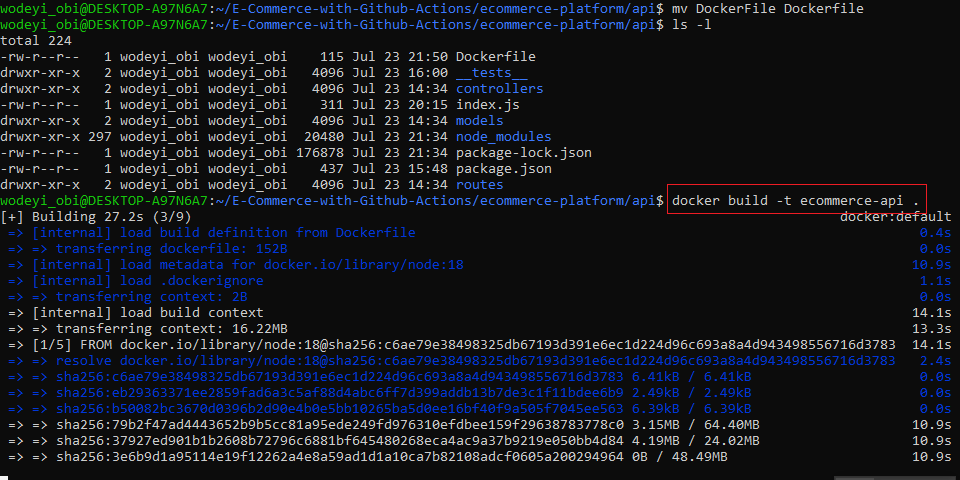 wodeyi_obi@DESKTOP-A97N6A7:~/E-Commerce-with-Github-Actions/ecommerce-platform/api$ mv DockerFile Dockerfile
wodeyi_obi@DESKTOP-A97N6A7:~/E-Commerce-with-Github-Actions/ecommerce-platform/api$ ls -l
total 224
-rw-r--r-- 1 wodeyi_obi wodeyi_obi 115 Jul 23 21:50 Dockerfile
drwxr-xr-x 2 wodeyi_obi wodeyi_obi 4096 Jul 23 16:00 __tests__
drwxr-xr-x 2 wodeyi_obi wodeyi_obi 4096 Jul 23 14:34 controllers
-rw-r--r-- 1 wodeyi_obi wodeyi_obi 311 Jul 23 20:15 index.js
drwxr-xr-x 2 wodeyi_obi wodeyi_obi 4096 Jul 23 14:34 models
drwxr-xr-x 297 wodeyi_obi wodeyi_obi 20480 Jul 23 21:34 node_modules
-rw-r--r-- 1 wodeyi_obi wodeyi_obi 176878 Jul 23 21:34 package-lock.json
-rw-r--r-- 1 wodeyi_obi wodeyi_obi 437 Jul 23 15:48 package.json
drwxr-xr-x 2 wodeyi_obi wodeyi_obi 4096 Jul 23 14:34 routes
wodeyi_obi@DESKTOP-A97N6A7:~/E-Commerce-with-Github-Actions/ecommerce-platform/api$ docker build -t ecommerce-api .
[+] Building 27.2s (3/9) docker:default
=> [internal] load build definition from Dockerfile 0.4s
=> => transferring dockerfile: 152B 0.0s
=> [internal] load metadata for docker.io/library/node:18 10.9s
=> [internal] load .dockerignore 1.1s
=> => transferring context: 2B 0.0s
=> [internal] load build context 14.1s
=> => transferring context: 16.22MB 13.3s
=> [1/5] FROM docker.io/library/node:18@sha256:c6ae79e38498325db67193d391e6ec1d224d96c693a8a4d943498556716d3783 14.1s
=> => resolve docker.io/library/node:18@sha256:c6ae79e38498325db67193d391e6ec1d224d96c693a8a4d943498556716d3783 2.4s
=> => sha256:c6ae79e38498325db67193d391e6ec1d224d96c693a8a4d943498556716d3783 6.41kB / 6.41kB 0.0s
=> => sha256:eb29363371ee2859fad6a3c5af88d4abc6ff7d399addb13b7de3c1f11bdee6b9 2.49kB / 2.49kB 0.0s
=> => sha256:b50082bc3670d0396b2d90e4b0e5bb10265ba5d0ee16bf40f9a505f7045ee563 6.39kB / 6.39kB 0.0s
=> => sha256:79b2f47ad4443652b9b5cc81a95ede249fd976310efdbee159f29638783778c0 3.15MB / 64.40MB 10.9s
=> => sha256:37927ed901b1b2608b72796c6881bf645480268eca4ac9a37b9219e050bb4d84 4.19MB / 24.02MB 10.9s
=> => sha256:3e6b9d1a95114e19f12262a4e8a59ad1d1a10ca7b82108adcf0605a200294964 0B / 48.49MB 10.9s